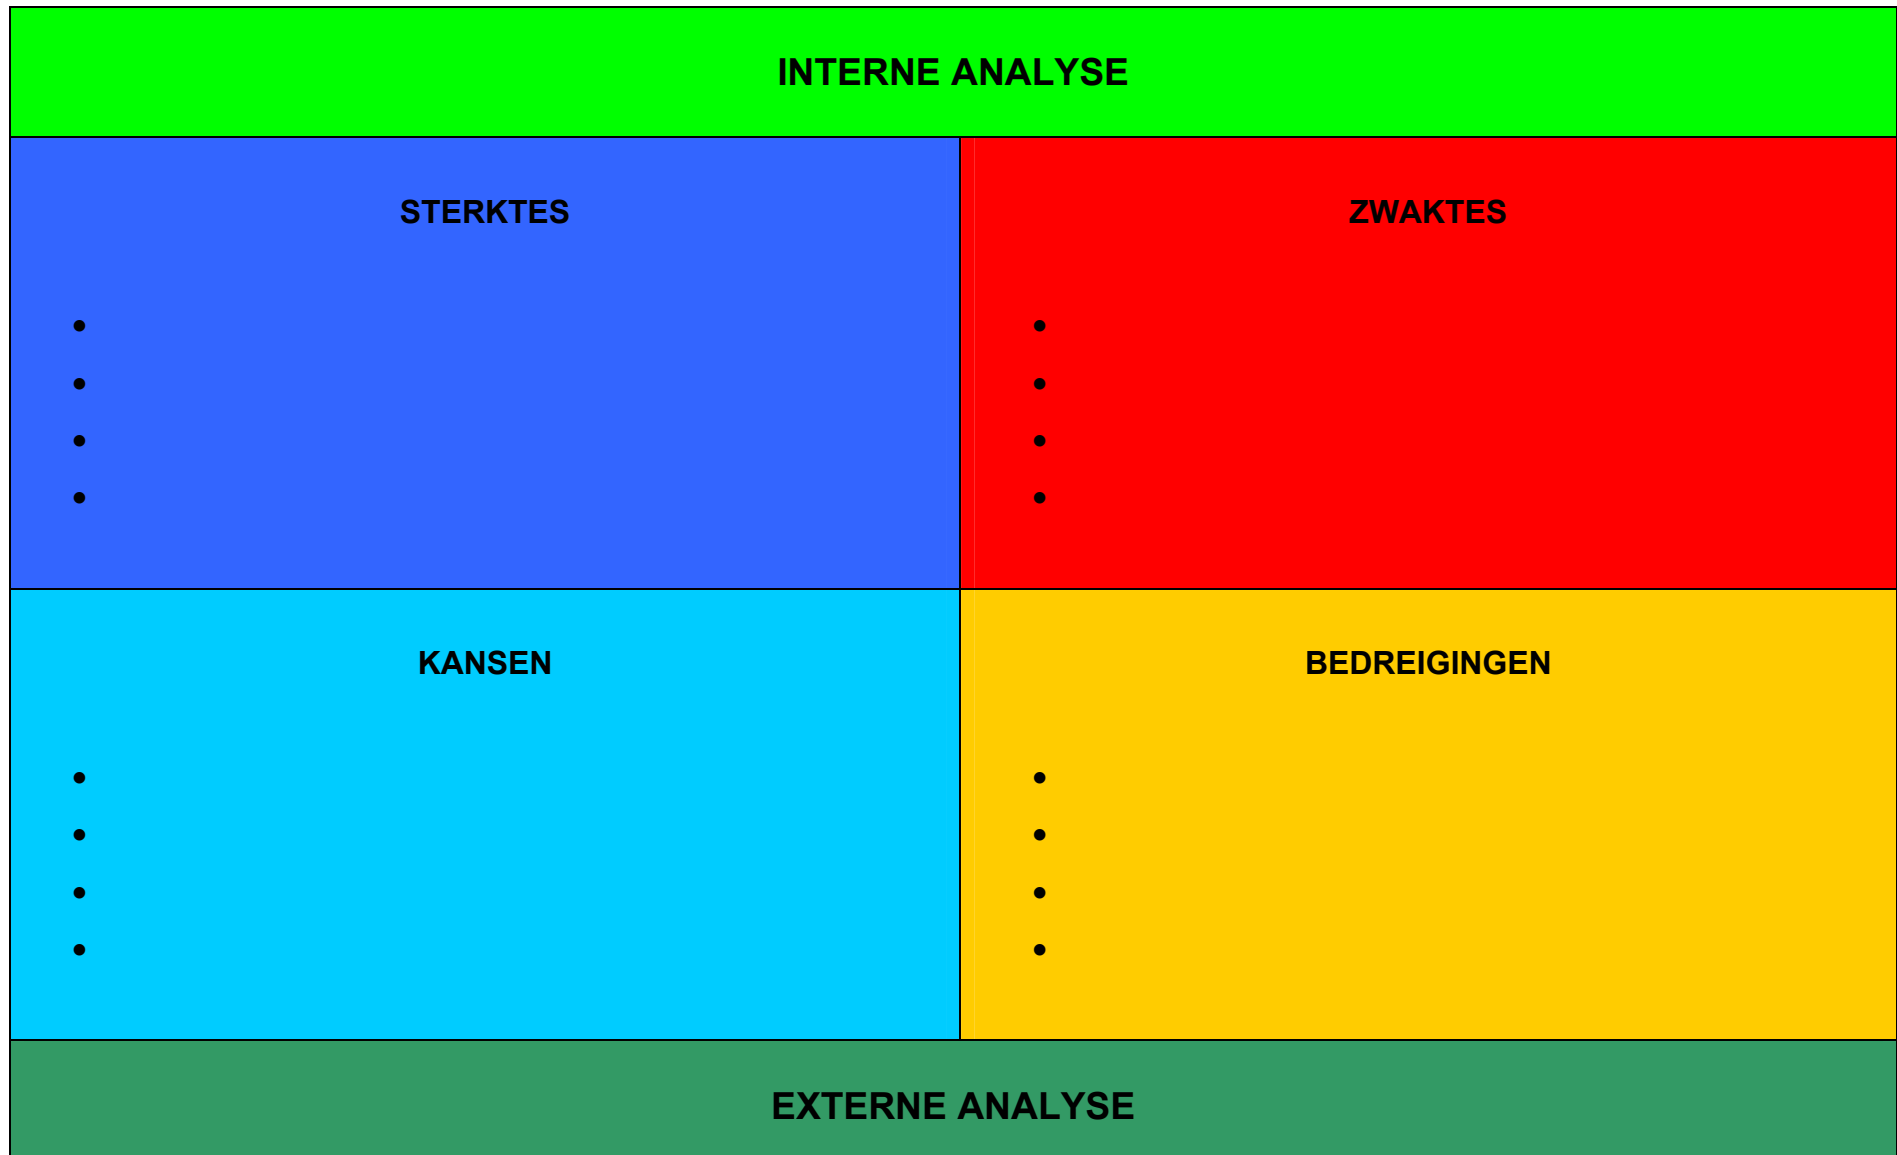 INTERNE ANALYSE
STERKTES
ZWAKTES
•
•
•
•
•
•
•
•
KANSEN
BEDREIGINGEN
•
•
•
•
•
•
•
•
EXTERNE ANALYSE